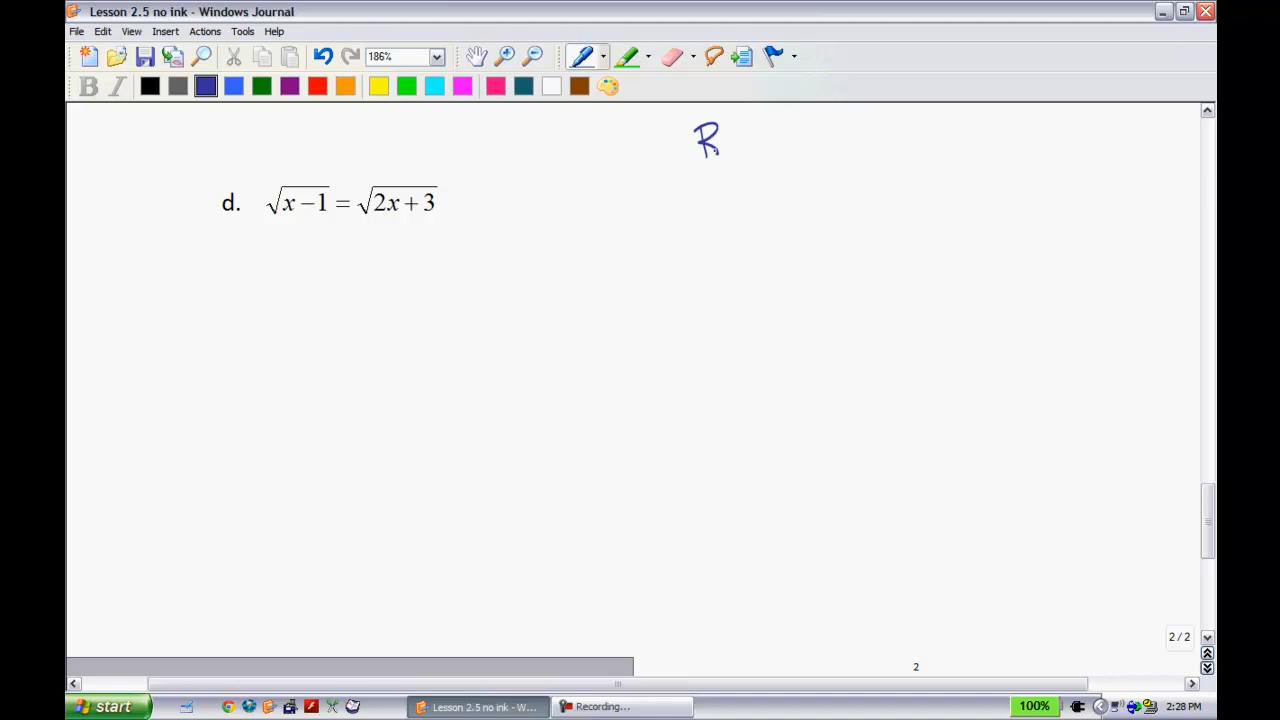 Lesson 2.5 no ink - Windows Journal
File Edit View Insert Actions Tools Help
186%
B I
R
d. √x−1 = √2x+3
2 / 2
2
start Lesson 2.5 no ink - W... Recording... 100% 2:28 PM